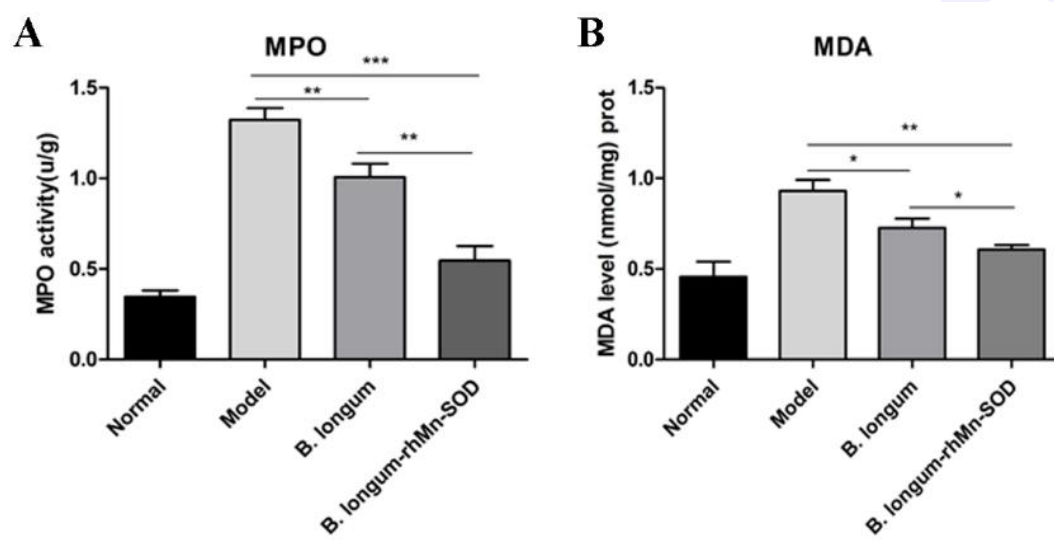 A
MPO
MPO activity(u/g)
1.5
1.0
0.5
0.0
***
**
**
Normal
Model
B. longum
B. longum-rhMn-SOD
B
MDA
MDA level (nmol/mg) prot
1.5
1.0
0.5
0.0
**
*
*
Normal
Model
B. longum
B. longum-rhMn-SOD